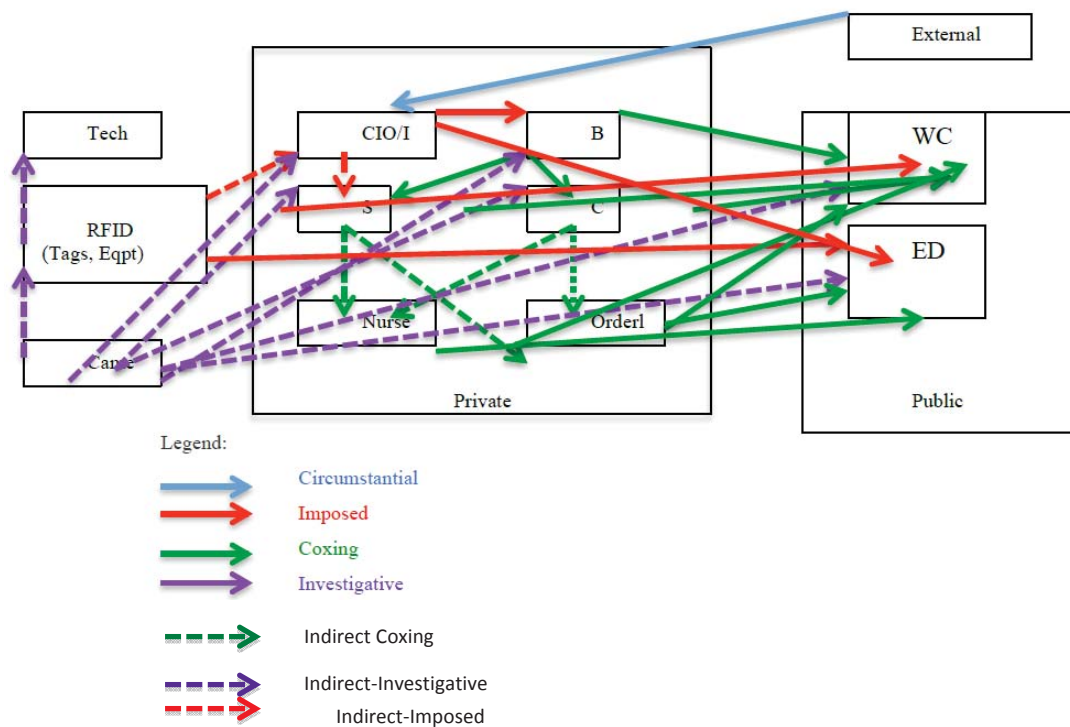 External
Tech
CIO/I
B
WC
RFID
(Tags, Eqpt)
S
C
ED
Came
Nurse
Orderl
Private
Public
Legend:
Circumstantial
Imposed
Coxing
Investigative
Indirect Coxing
Indirect-Investigative
Indirect-Imposed